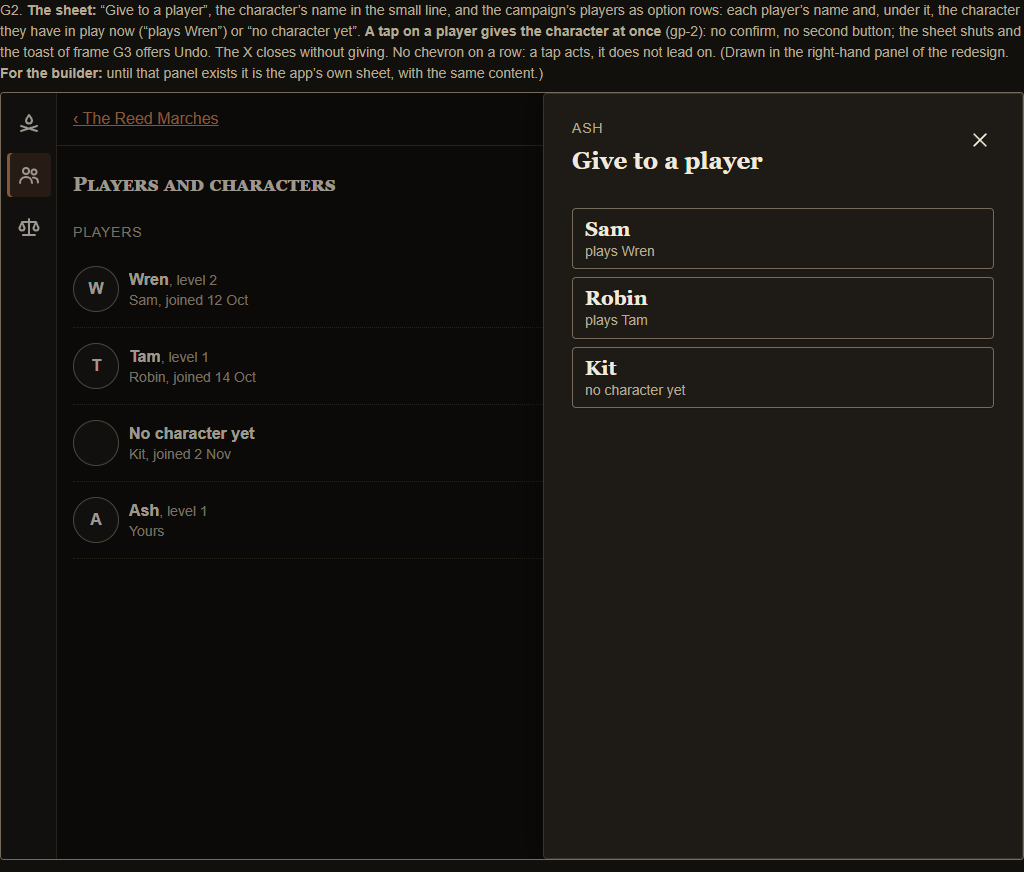 G2. The sheet: “Give to a player”, the character’s name in the small line, and the campaign’s players as option rows: each player’s name and, under it, the character
they have in play now (“plays Wren”) or “no character yet”. A tap on a player gives the character at once (gp-2): no confirm, no second button; the sheet shuts and
the toast of frame G3 offers Undo. The X closes without giving. No chevron on a row: a tap acts, it does not lead on. (Drawn in the right-hand panel of the redesign.
For the builder: until that panel exists it is the app’s own sheet, with the same content.)
‹ The Reed Marches
Players and characters
PLAYERS
W
Wren, level 2
Sam, joined 12 Oct
T
Tam, level 1
Robin, joined 14 Oct
No character yet
Kit, joined 2 Nov
A
Ash, level 1
Yours
ASH
Give to a player
Sam
plays Wren
Robin
plays Tam
Kit
no character yet